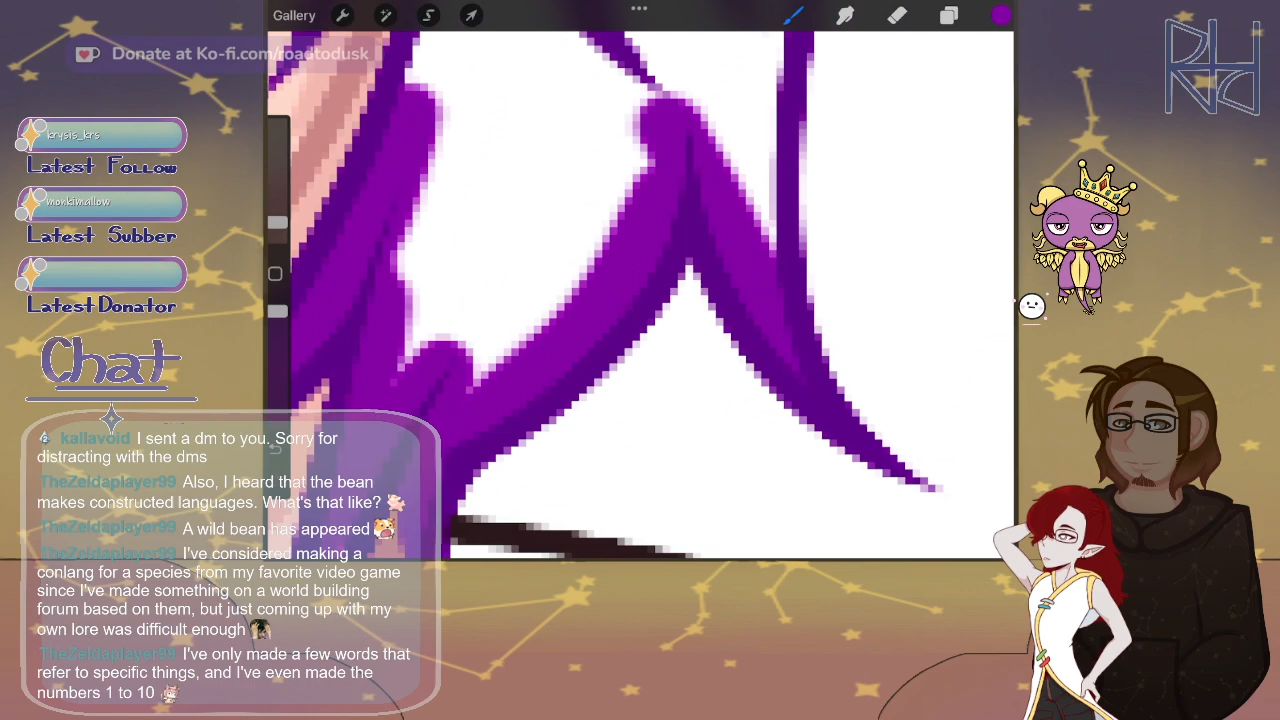 Gallery
Donate at Ko-fi.com/roadtodusk
krysis_krs
Latest Follow
monkimallow
Latest Subber
Latest Donator
Chat
kallavoid I sent a dm to you. Sorry for
distracting with the dms
TheZeldaplayer99 Also, I heard that the bean
makes constructed languages. What's that like?
TheZeldaplayer99 A wild bean has appeared
TheZeldaplayer99 I've considered making a
conlang for a species from my favorite video game
since I've made something on a world building
forum based on them, but just coming up with my
own lore was difficult enough
TheZeldaplayer99 I've only made a few words that
refer to specific things, and I've even made the
numbers 1 to 10